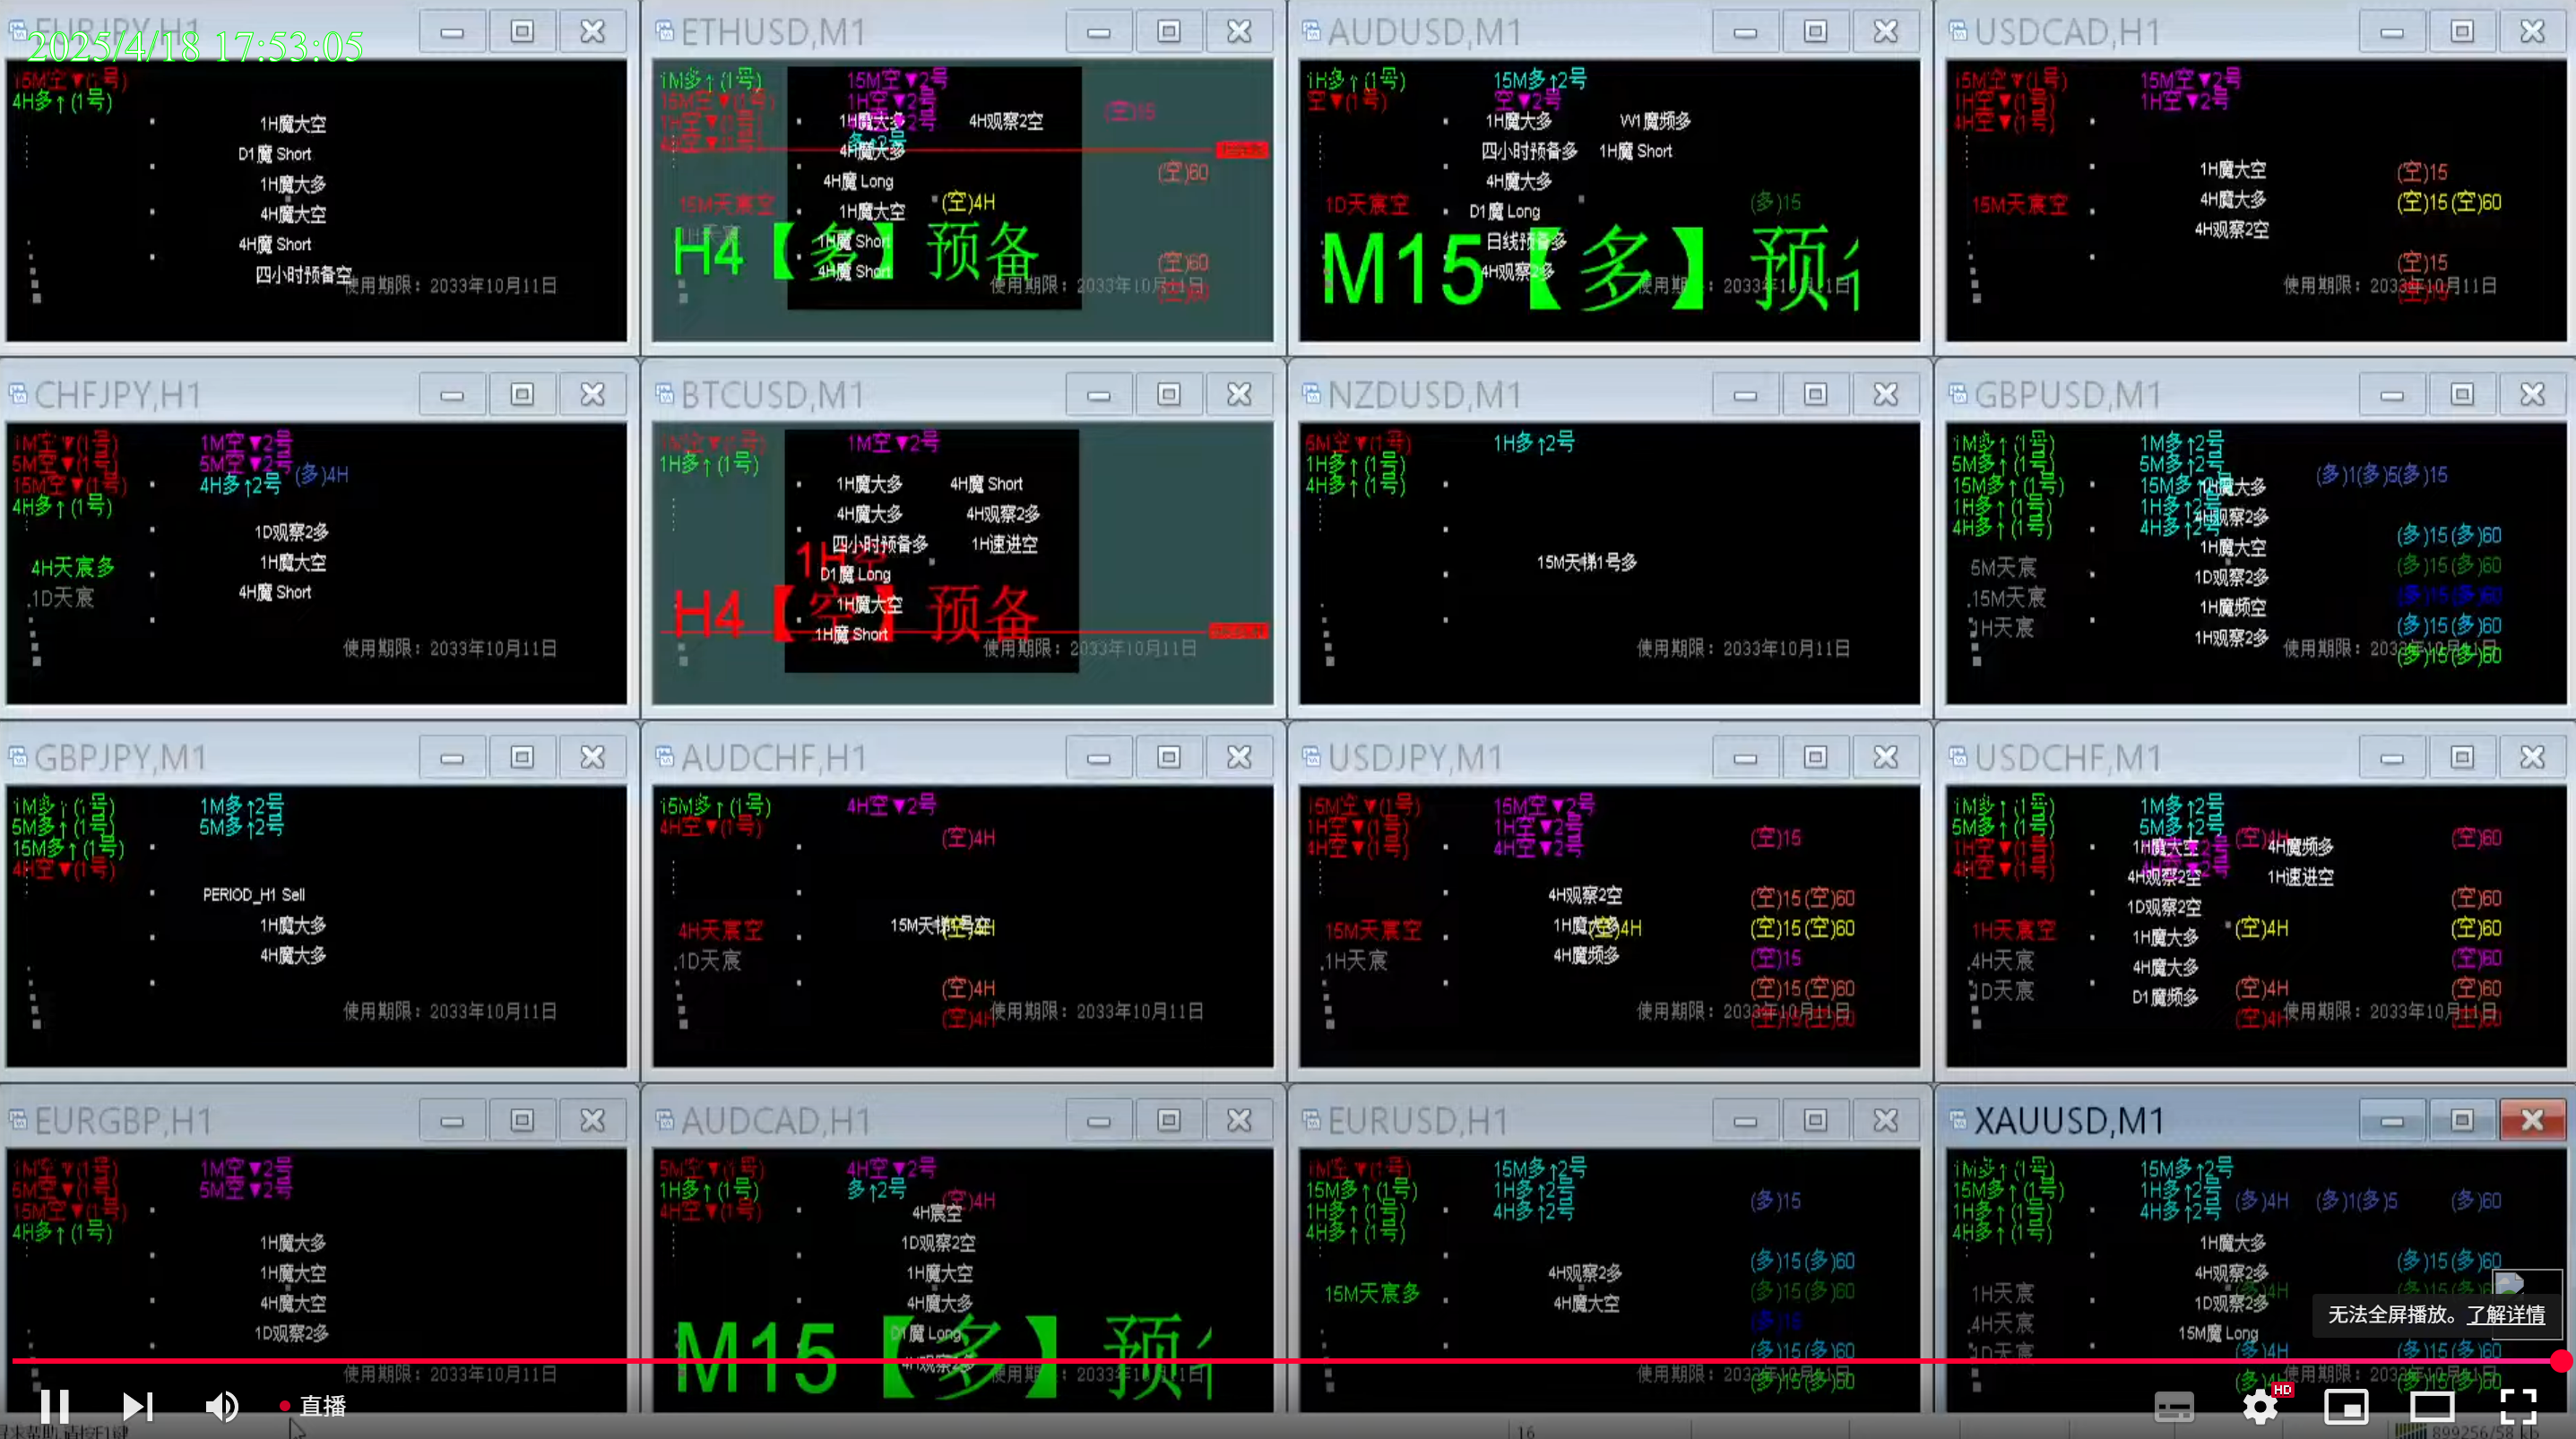 EURJPY,H1
2025/4/18 17:53:05
15M空▼(1号)
4H多↑(1号)
1H魔大空
D1魔 Short
1H魔大多
4H魔大空
4H魔 Short
四小时预备空
使用期限：2033年10月11日
ETHUSD,M1
1M多↑(1号)
15M空▼(1号)
15M空▼2号
1H空▼2号
1H魔大多
4H观察2空
(空)15
4H魔大多
(空)60
4H魔 Long
15M天宸空
1H魔大空
(空)4H
1H魔 Short
H4【多】预备
4H魔 Short
(空)60
(空)60
使用期限：2033年10月11日
AUDUSD,M1
1H多↑(1号)
空▼(1号)
15M多↑2号
空▼2号
1H魔大多
W1魔频多
四小时预备多
1H魔 Short
4H魔大多
1D天宸空
D1魔 Long
(多)15
日线预备多
4H观察2多
M15【多】预
使用期限：2033年10月11日
USDCAD,H1
15M空▼(1号)
1H空▼(1号)
4H空▼(1号)
15M空▼2号
1H空▼2号
1H魔大空
(空)15
15M天宸空
4H魔大多
(空)15(空)60
4H观察2空
(空)15
(空)15
使用期限：2033年10月11日
CHFJPY,H1
1M空▼(1号)
5M空▼(1号)
15M空▼(1号)
4H多↑(1号)
1M空▼2号
5M空▼2号
4H多↑2号
(多)4H
1D观察2多
4H天宸多
1H魔大多
1D天宸
4H魔 Short
使用期限：2033年10月11日
BTCUSD,M1
1M空▼(1号)
1H多↑(1号)
1M空▼2号
1H魔大多
4H魔 Short
4H魔大多
4H观察2多
四小时预备多
1H速进空
1H空
D1魔 Long
1H魔大空
H4【空】预备
1H魔 Short
使用期限：2033年10月11日
NZDUSD,M1
5M空▼(1号)
1H多↑(1号)
4H多↑(1号)
1H多↑2号
15M天梯1号多
使用期限：2033年10月11日
GBPUSD,M1
1M多↑(1号)
5M多↑(1号)
15M多↑(1号)
1H多↑(1号)
4H多↑(1号)
1M多↑2号
5M多↑2号
15M多↑2号
1H多↑2号
4H多↑2号
(多)1(多)5(多)15
1H魔大多
4H观察2多
1H魔大空
(多)15(多)60
5M天宸
1D观察2多
(多)15(多)60
15M天宸
1H魔频空
(多)15(多)60
1H天宸
1H观察2多
(多)15(多)60
(多)15(多)60
使用期限：2033年10月11日
GBPJPY,M1
1M多↑(1号)
5M多↑(1号)
15M多↑(1号)
4H空▼(1号)
1M多↑2号
5M多↑2号
PERIOD_H1 Sell
1H魔大多
4H魔大多
使用期限：2033年10月11日
AUDCHF,H1
15M多↑(1号)
4H空▼(1号)
4H空▼2号
(空)4H
4H天宸空
15M天梯1号空
(空)4H
1D天宸
(空)4H
(空)4H
使用期限：2033年10月11日
USDJPY,M1
15M空▼(1号)
1H空▼(1号)
4H空▼(1号)
15M空▼2号
1H空▼2号
4H空▼2号
(空)15
4H观察2空
(空)15(空)60
15M天宸空
1H魔大多
(空)4H
(空)15(空)60
1H天宸
4H魔频多
(空)15
(空)15(空)60
(空)15(空)60
使用期限：2033年10月11日
USDCHF,M1
1M多↑(1号)
5M多↑(1号)
1H空▼(1号)
4H空▼(1号)
1M多↑2号
5M多↑2号
(空)4H
(空)60
1H魔大空
4H魔频多
4H观察2空
1H速进空
1D观察2空
(空)60
1H天宸空
1H魔大多
(空)4H
(空)60
4H天宸
4H魔大多
(空)60
1D天宸
D1魔频多
(空)4H
(空)60
(空)4H
(空)60
使用期限：2033年10月11日
EURGBP,H1
1M空▼(1号)
5M空▼(1号)
15M空▼(1号)
4H多↑(1号)
1M空▼2号
5M空▼2号
1H魔大多
1H魔大空
4H魔大空
1D观察2多
使用期限：2033年10月11日
AUDCAD,H1
5M空▼(1号)
1H多↑(1号)
4H空▼(1号)
4H空▼2号
多↑2号
(空)4H
4H宸空
1D观察2空
1H魔大空
4H魔大多
D1魔 Long
4H观察2多
M15【多】预
使用期限：2033年10月11日
EURUSD,H1
1M空▼(1号)
15M多↑(1号)
1H多↑(1号)
4H多↑(1号)
15M多↑2号
1H多↑2号
4H多↑2号
(多)15
4H观察2多
(多)15(多)60
15M天宸多
4H魔大空
(多)15(多)60
(多)15
(多)15(多)60
(多)15(多)60
使用期限：2033年10月11日
XAUUSD,M1
1M多↑(1号)
15M多↑(1号)
1H多↑(1号)
4H多↑(1号)
15M多↑2号
1H多↑2号
4H多↑2号
(多)4H
(多)1(多)5
(多)60
1H魔大多
4H观察2多
(多)15(多)60
1H天宸
1D观察2多
4H天宸
15M魔 Long
1D天宸
(多)4H
(多)15(多)60
使用期限：2033年10月11日
无法全屏播放。了解详情
直播
HD
16
899256/58 kb